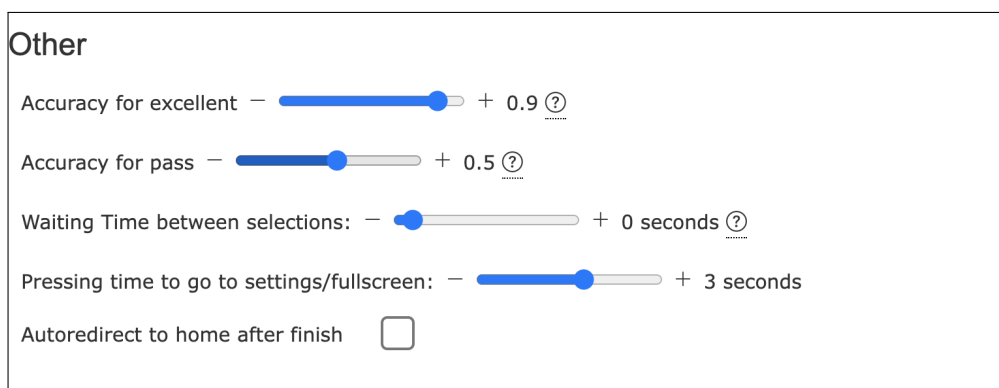 Other
Accuracy for excellent − + 0.9 ?
Accuracy for pass − + 0.5 ?
Waiting Time between selections: − + 0 seconds ?
Pressing time to go to settings/fullscreen: − + 3 seconds
Autoredirect to home after finish